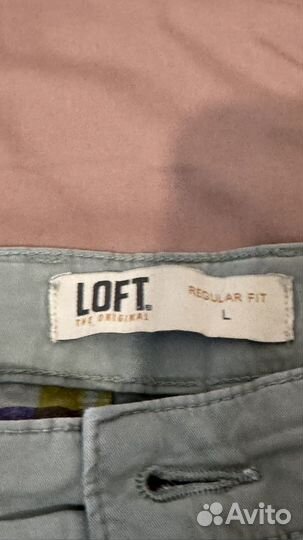 LOFT.
THE ORIGINAL
REGULAR FIT
L
Avito